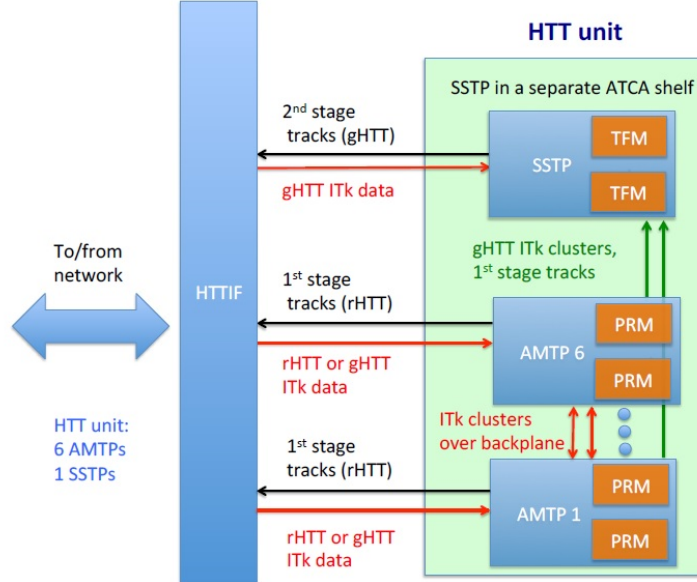 HTT unit
SSTP in a separate ATCA shelf
2nd stage
tracks (gHTT)
TFM
SSTP
TFM
gHTT ITk data
gHTT ITk clusters,
1st stage tracks
To/from
network
HTTIF
1st stage
tracks (rHTT)
PRM
AMTP 6
PRM
rHTT or gHTT
ITk data
ITk clusters
over backplane
HTT unit:
6 AMTPs
1 SSTPs
1st stage
tracks (rHTT)
PRM
AMTP 1
PRM
rHTT or gHTT
ITk data